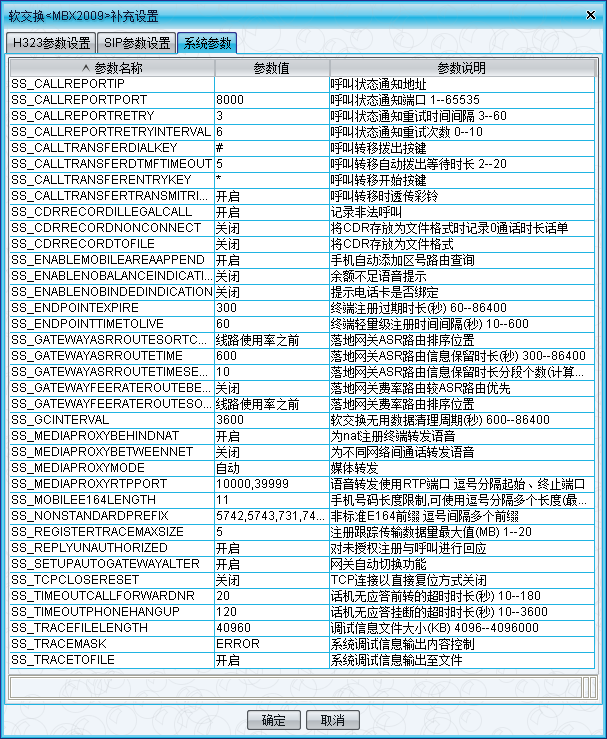 软交换<MBX2009>补充设置
H323参数设置 SIP参数设置 系统参数
参数名称 参数值 参数说明
SS_CALLREPORTIP 呼叫状态通知地址
SS_CALLREPORTPORT 8000 呼叫状态通知端口 1--65535
SS_CALLREPORTRETRY 3 呼叫状态通知重试时间间隔 3--60
SS_CALLREPORTRETRYINTERVAL 6 呼叫状态通知重试次数 0--10
SS_CALLTRANSFERDIALKEY # 呼叫转移拨出按键
SS_CALLTRANSFERDTMFTIMEOUT 5 呼叫转移自动拨出等待时长 2--20
SS_CALLTRANSFERENTRYKEY * 呼叫转移开始按键
SS_CALLTRANSFERTRANSMITRI... 开启 呼叫转移时透传彩铃
SS_CDRRECORDILLEGALCALL 开启 记录非法呼叫
SS_CDRRECORDNONCONNECT 关闭 将CDR存放为文件格式时记录0通话时长话单
SS_CDRRECORDTOFILE 关闭 将CDR存放为文件格式
SS_ENABLEMOBILEAREAAPPEND 开启 手机自动添加区号路由查询
SS_ENABLENOBALANCEINDICATI... 关闭 余额不足语音提示
SS_ENABLENOBINDEDINDICATION 关闭 提示电话卡是否绑定
SS_ENDPOINTEXPIRE 300 终端注册过期时长(秒) 60--86400
SS_ENDPOINTTIMETOLIVE 60 终端轻量级注册时间间隔(秒) 10--600
SS_GATEWAYASRROUTESORTC... 线路使用率之前 落地网关ASR路由排序位置
SS_GATEWAYASRROUTETIME 600 落地网关ASR路由信息保留时长(秒) 300--86400
SS_GATEWAYASRROUTETIMESE... 10 落地网关ASR路由信息保留时长分段个数(计算...
SS_GATEWAYFEERATEROUTEBE... 关闭 落地网关费率路由较ASR路由优先
SS_GATEWAYFEERATEROUTESO... 线路使用率之前 落地网关费率路由排序位置
SS_GCINTERVAL 3600 软交换无用数据清理周期(秒) 600--86400
SS_MEDIAPROXYBEHINDNAT 开启 为nat注册终端转发语音
SS_MEDIAPROXYBETWEENNET 关闭 为不同网络间通话转发语音
SS_MEDIAPROXYMODE 自动 媒体转发
SS_MEDIAPROXYRTPPORT 10000,39999 语音转发使用RTP端口 逗号分隔起始、终止端口
SS_MOBILEE164LENGTH 11 手机号码长度限制,可使用逗号分隔多个长度(最...
SS_NONSTANDARDPREFIX 5742,5743,731,74... 非标准E164前缀 逗号间隔多个前缀
SS_REGISTERTRACEMAXSIZE 5 注册跟踪传输数据量最大值(MB) 1--20
SS_REPLYUNAUTHORIZED 开启 对未授权注册与呼叫进行回应
SS_SETUPAUTOGATEWAYALTER 开启 网关自动切换功能
SS_TCPCLOSERESET 关闭 TCP连接以直接复位方式关闭
SS_TIMEOUTCALLFORWARDNR 20 话机无应答前转的超时时长(秒) 10--180
SS_TIMEOUTPHONEHANGUP 120 话机无应答挂断的超时时长(秒) 10--3600
SS_TRACEFILELENGTH 40960 调试信息文件大小(KB) 4096--4096000
SS_TRACEMASK ERROR 系统调试信息输出内容控制
SS_TRACETOFILE 开启 系统调试信息输出至文件
确定 取消